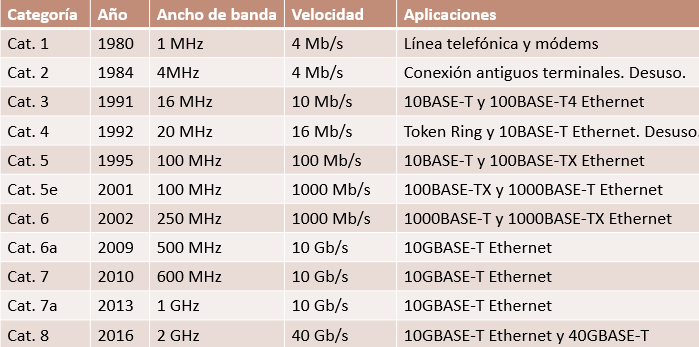 Categoría Año Ancho de banda Velocidad Aplicaciones
Cat. 1 1980 1 MHz 4 Mb/s Línea telefónica y módems
Cat. 2 1984 4MHz 4 Mb/s Conexión antiguos terminales. Desuso.
Cat. 3 1991 16 MHz 10 Mb/s 10BASE-T y 100BASE-T4 Ethernet
Cat. 4 1992 20 MHz 16 Mb/s Token Ring y 10BASE-T Ethernet. Desuso.
Cat. 5 1995 100 MHz 100 Mb/s 10BASE-T y 100BASE-TX Ethernet
Cat. 5e 2001 100 MHz 1000 Mb/s 100BASE-TX y 1000BASE-T Ethernet
Cat. 6 2002 250 MHz 1000 Mb/s 1000BASE-T y 1000BASE-TX Ethernet
Cat. 6a 2009 500 MHz 10 Gb/s 10GBASE-T Ethernet
Cat. 7 2010 600 MHz 10 Gb/s 10GBASE-T Ethernet
Cat. 7a 2013 1 GHz 10 Gb/s 10GBASE-T Ethernet
Cat. 8 2016 2 GHz 40 Gb/s 10GBASE-T Ethernet y 40GBASE-T